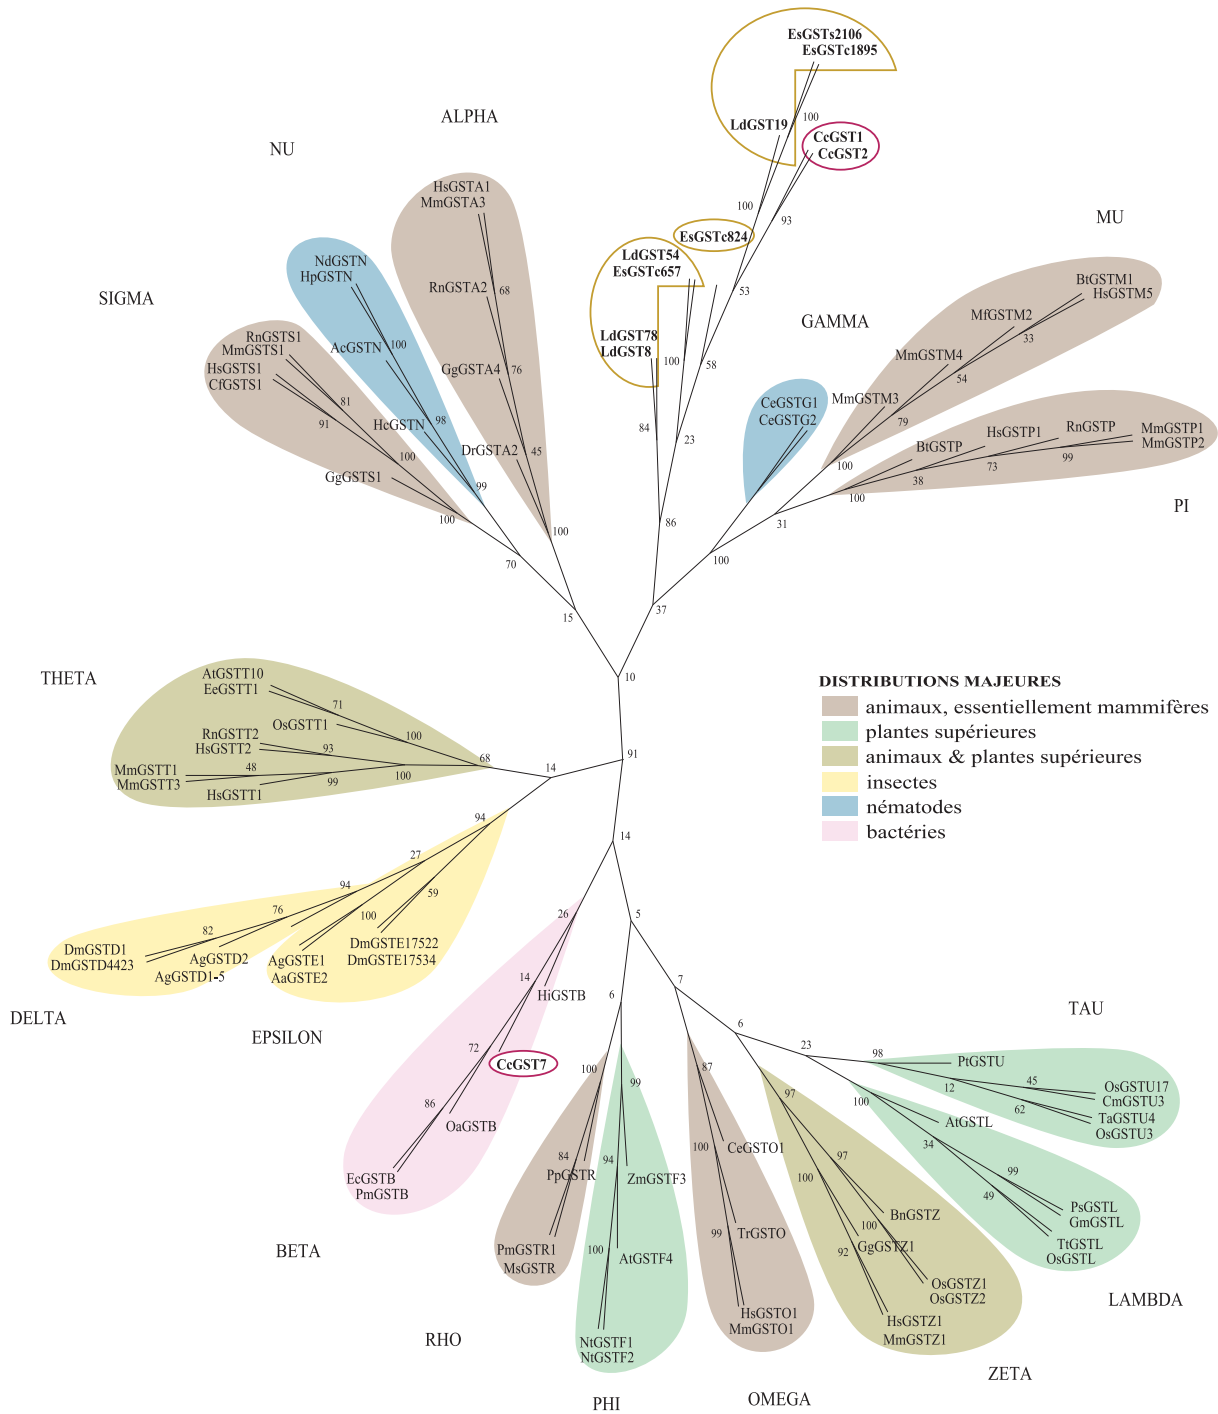 EsGSTs2106
EsGSTc1895
100
LdGST19
CcGST1
CcGST2
100
93
53
58
EsGSTc824
LdGST54
EsGSTc657
LdGST78
LdGST8
100
84
23
86
37
ALPHA
HsGSTA1
MmGSTA3
RnGSTA2
68
GgGSTA4
76
DrGSTA2
45
100
NU
NdGSTN
HpGSTN
100
AcGSTN
98
HcGSTN
99
SIGMA
RnGSTS1
MmGSTS1
HsGSTS1
CfGSTS1
81
91
100
GgGSTS1
100
70
15
10
MU
BtGSTM1
HsGSTM5
MfGSTM2
33
MmGSTM4
54
MmGSTM3
79
100
GAMMA
CeGSTG1
CeGSTG2
PI
MmGSTP1
MmGSTP2
RnGSTP
99
HsGSTP1
73
BtGSTP
38
100
31
100
THETA
AtGSTT10
EeGSTT1
71
OsGSTT1
100
RnGSTT2
HsGSTT2
93
MmGSTT1
MmGSTT3
48
HsGSTT1
99
100
68
14
91
14
DISTRIBUTIONS MAJEURES
animaux, essentiellement mammifères
plantes supérieures
animaux & plantes supérieures
insectes
nématodes
bactéries
94
27
94
59
100
76
82
DmGSTD1
DmGSTD4423
AgGSTD2
AgGSTD1-5
AgGSTE1
AaGSTE2
DmGSTE17522
DmGSTE17534
DELTA
EPSILON
26
14
HiGSTB
72
CcGST7
86
OaGSTB
EcGSTB
PmGSTB
BETA
5
6
7
100
84
PpGSTR
PmGSTR1
MsGSTR
RHO
99
94
ZmGSTF3
100
AtGSTF4
NtGSTF1
NtGSTF2
PHI
87
CeGSTO1
100
TrGSTO
99
HsGSTO1
MmGSTO1
OMEGA
6
97
97
100
BnGSTZ
100
GgGSTZ1
92
OsGSTZ1
OsGSTZ2
HsGSTZ1
MmGSTZ1
ZETA
23
TAU
98
PtGSTU
12
45
OsGSTU17
CmGSTU3
62
TaGSTU4
OsGSTU3
100
AtGSTL
34
99
49
PsGSTL
GmGSTL
TtGSTL
OsGSTL
LAMBDA